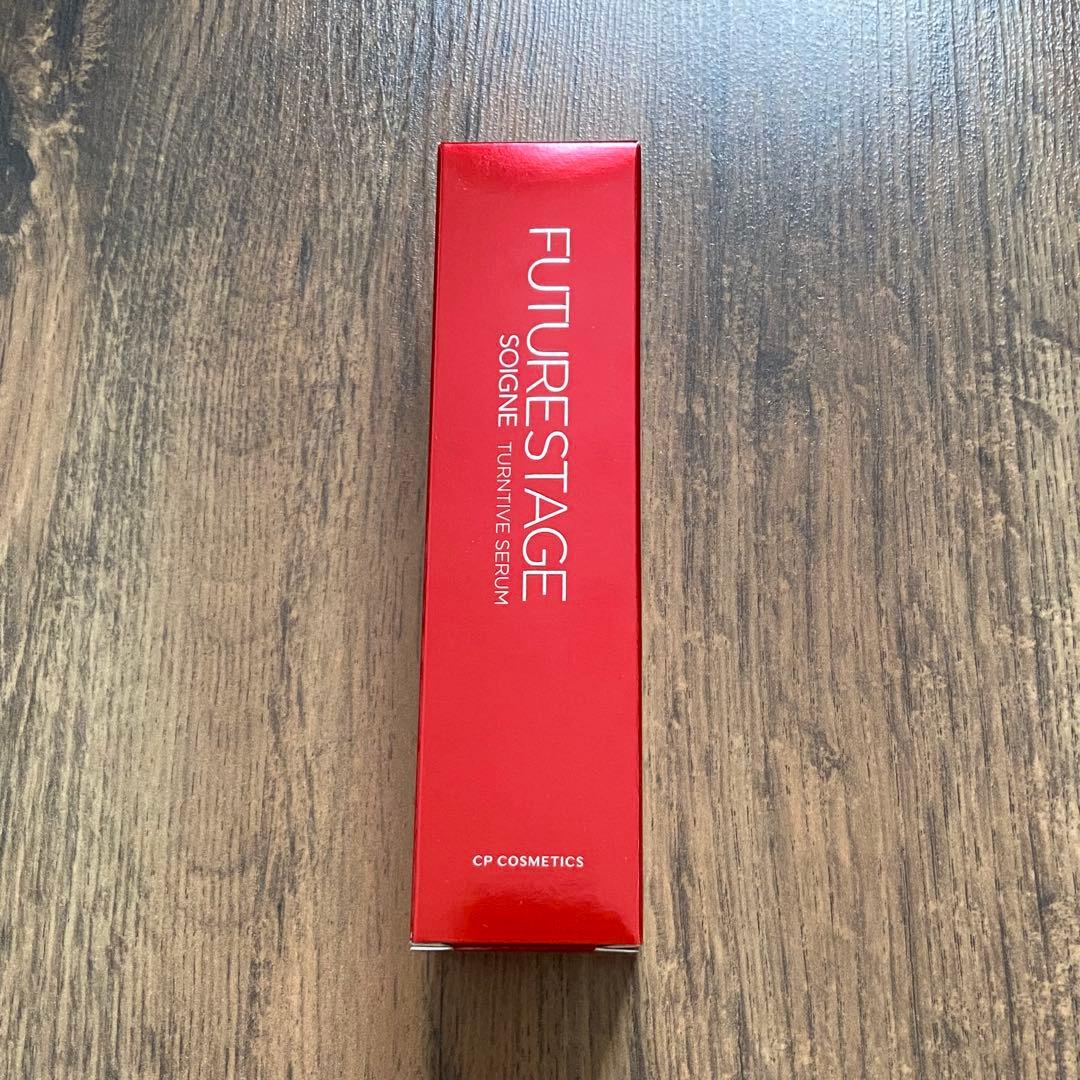 FUTURESTAGE
SOIGNE TURNTIVE SERUM
CP COSMETICS